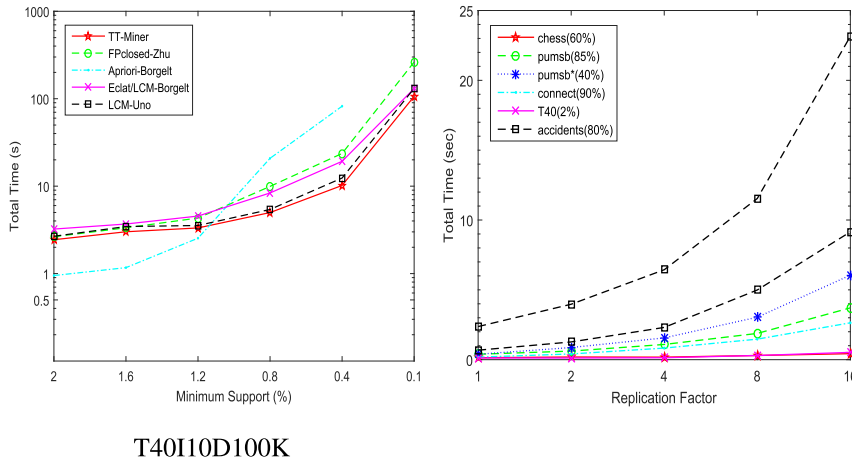 1000
100
10
1
0.5
Total Time (s)
2
1.6
1.2
0.8
0.4
0.1
Minimum Support (%)
TT-Miner
FPclosed-Zhu
Apriori-Borgelt
Eclat/LCM-Borgelt
LCM-Uno
T40I10D100K
25
20
10
0
Total Time (sec)
1
2
4
8
16
Replication Factor
chess(60%)
pumsb(85%)
pumsb*(40%)
connect(90%)
T40(2%)
accidents(80%)